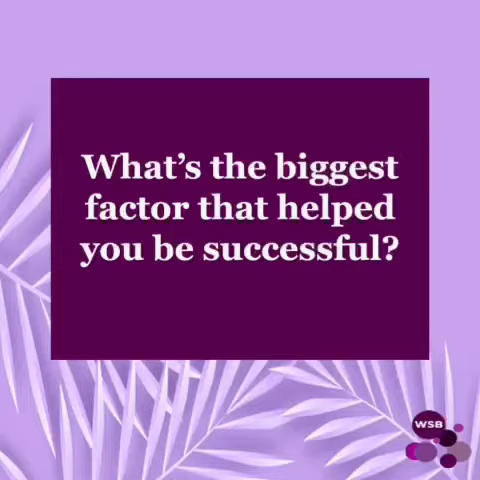 What’s the biggest
factor that helped
you be successful?
WSB